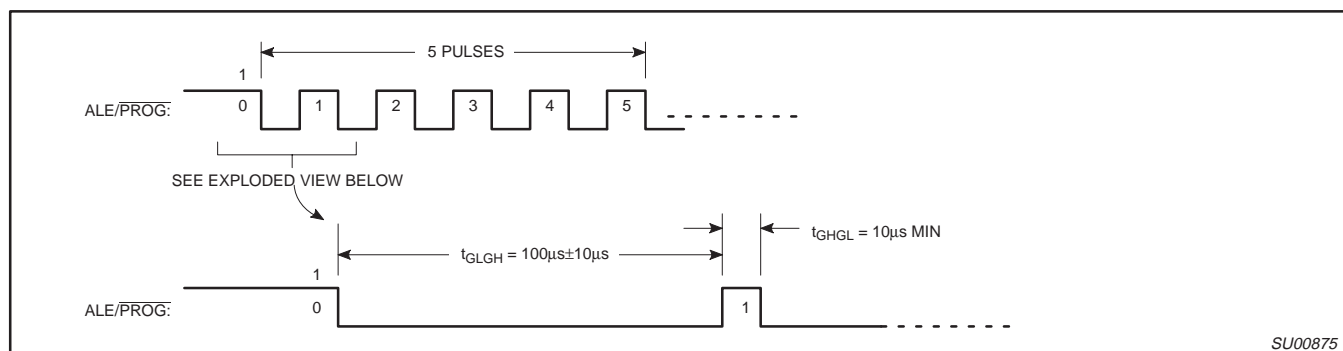 5 PULSES
1
ALE/PROG: 0 1 2 3 4 5
SEE EXPLODED VIEW BELOW
tGHGL = 10µs MIN
tGLGH = 100µs±10µs
1
ALE/PROG: 0 1
SU00875